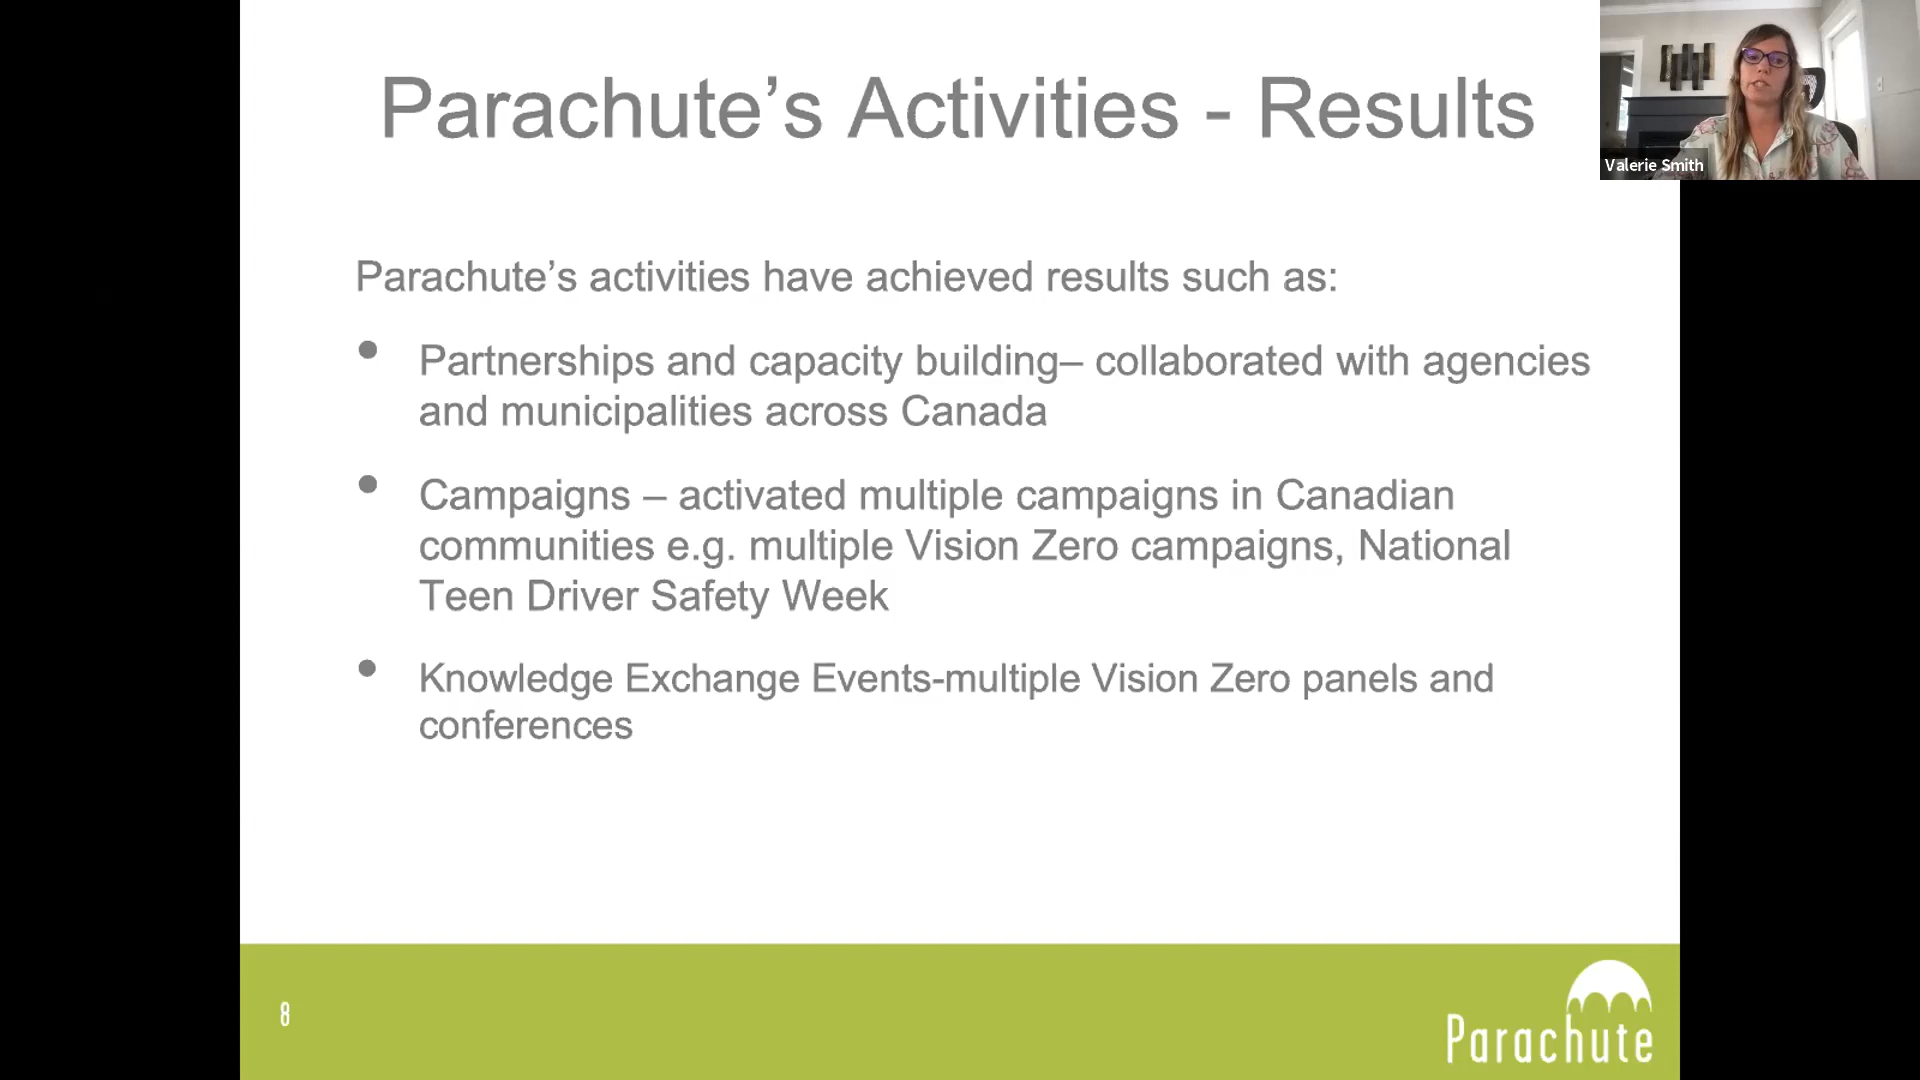 Parachute’s Activities - Results
Valerie Smith
Parachute’s activities have achieved results such as:
• Partnerships and capacity building– collaborated with agencies
and municipalities across Canada
• Campaigns – activated multiple campaigns in Canadian
communities e.g. multiple Vision Zero campaigns, National
Teen Driver Safety Week
• Knowledge Exchange Events-multiple Vision Zero panels and
conferences
8
Parachute